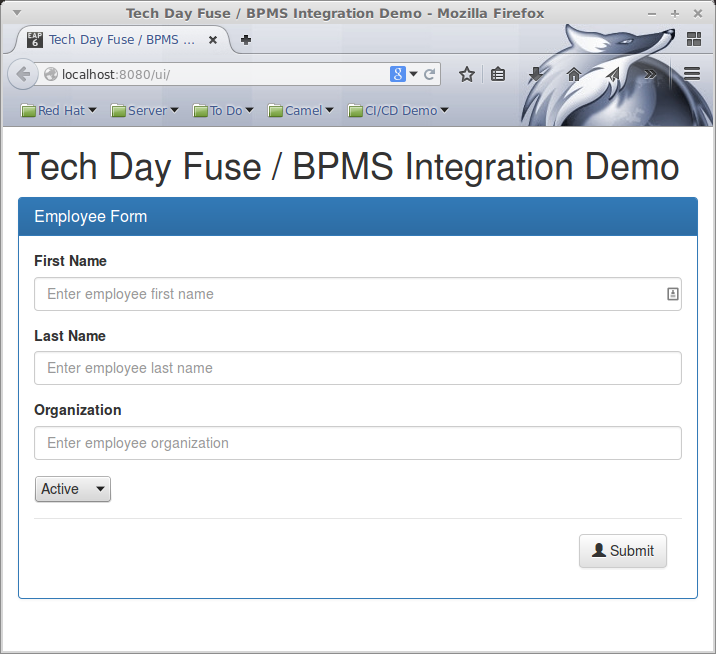 Tech Day Fuse / BPMS Integration Demo - Mozilla Firefox
EAP 6 Tech Day Fuse / BPMS ...
localhost:8080/ui/
8
Red Hat Server To Do Camel CI/CD Demo
Tech Day Fuse / BPMS Integration Demo
Employee Form
First Name
Enter employee first name
Last Name
Enter employee last name
Organization
Enter employee organization
Active
Submit